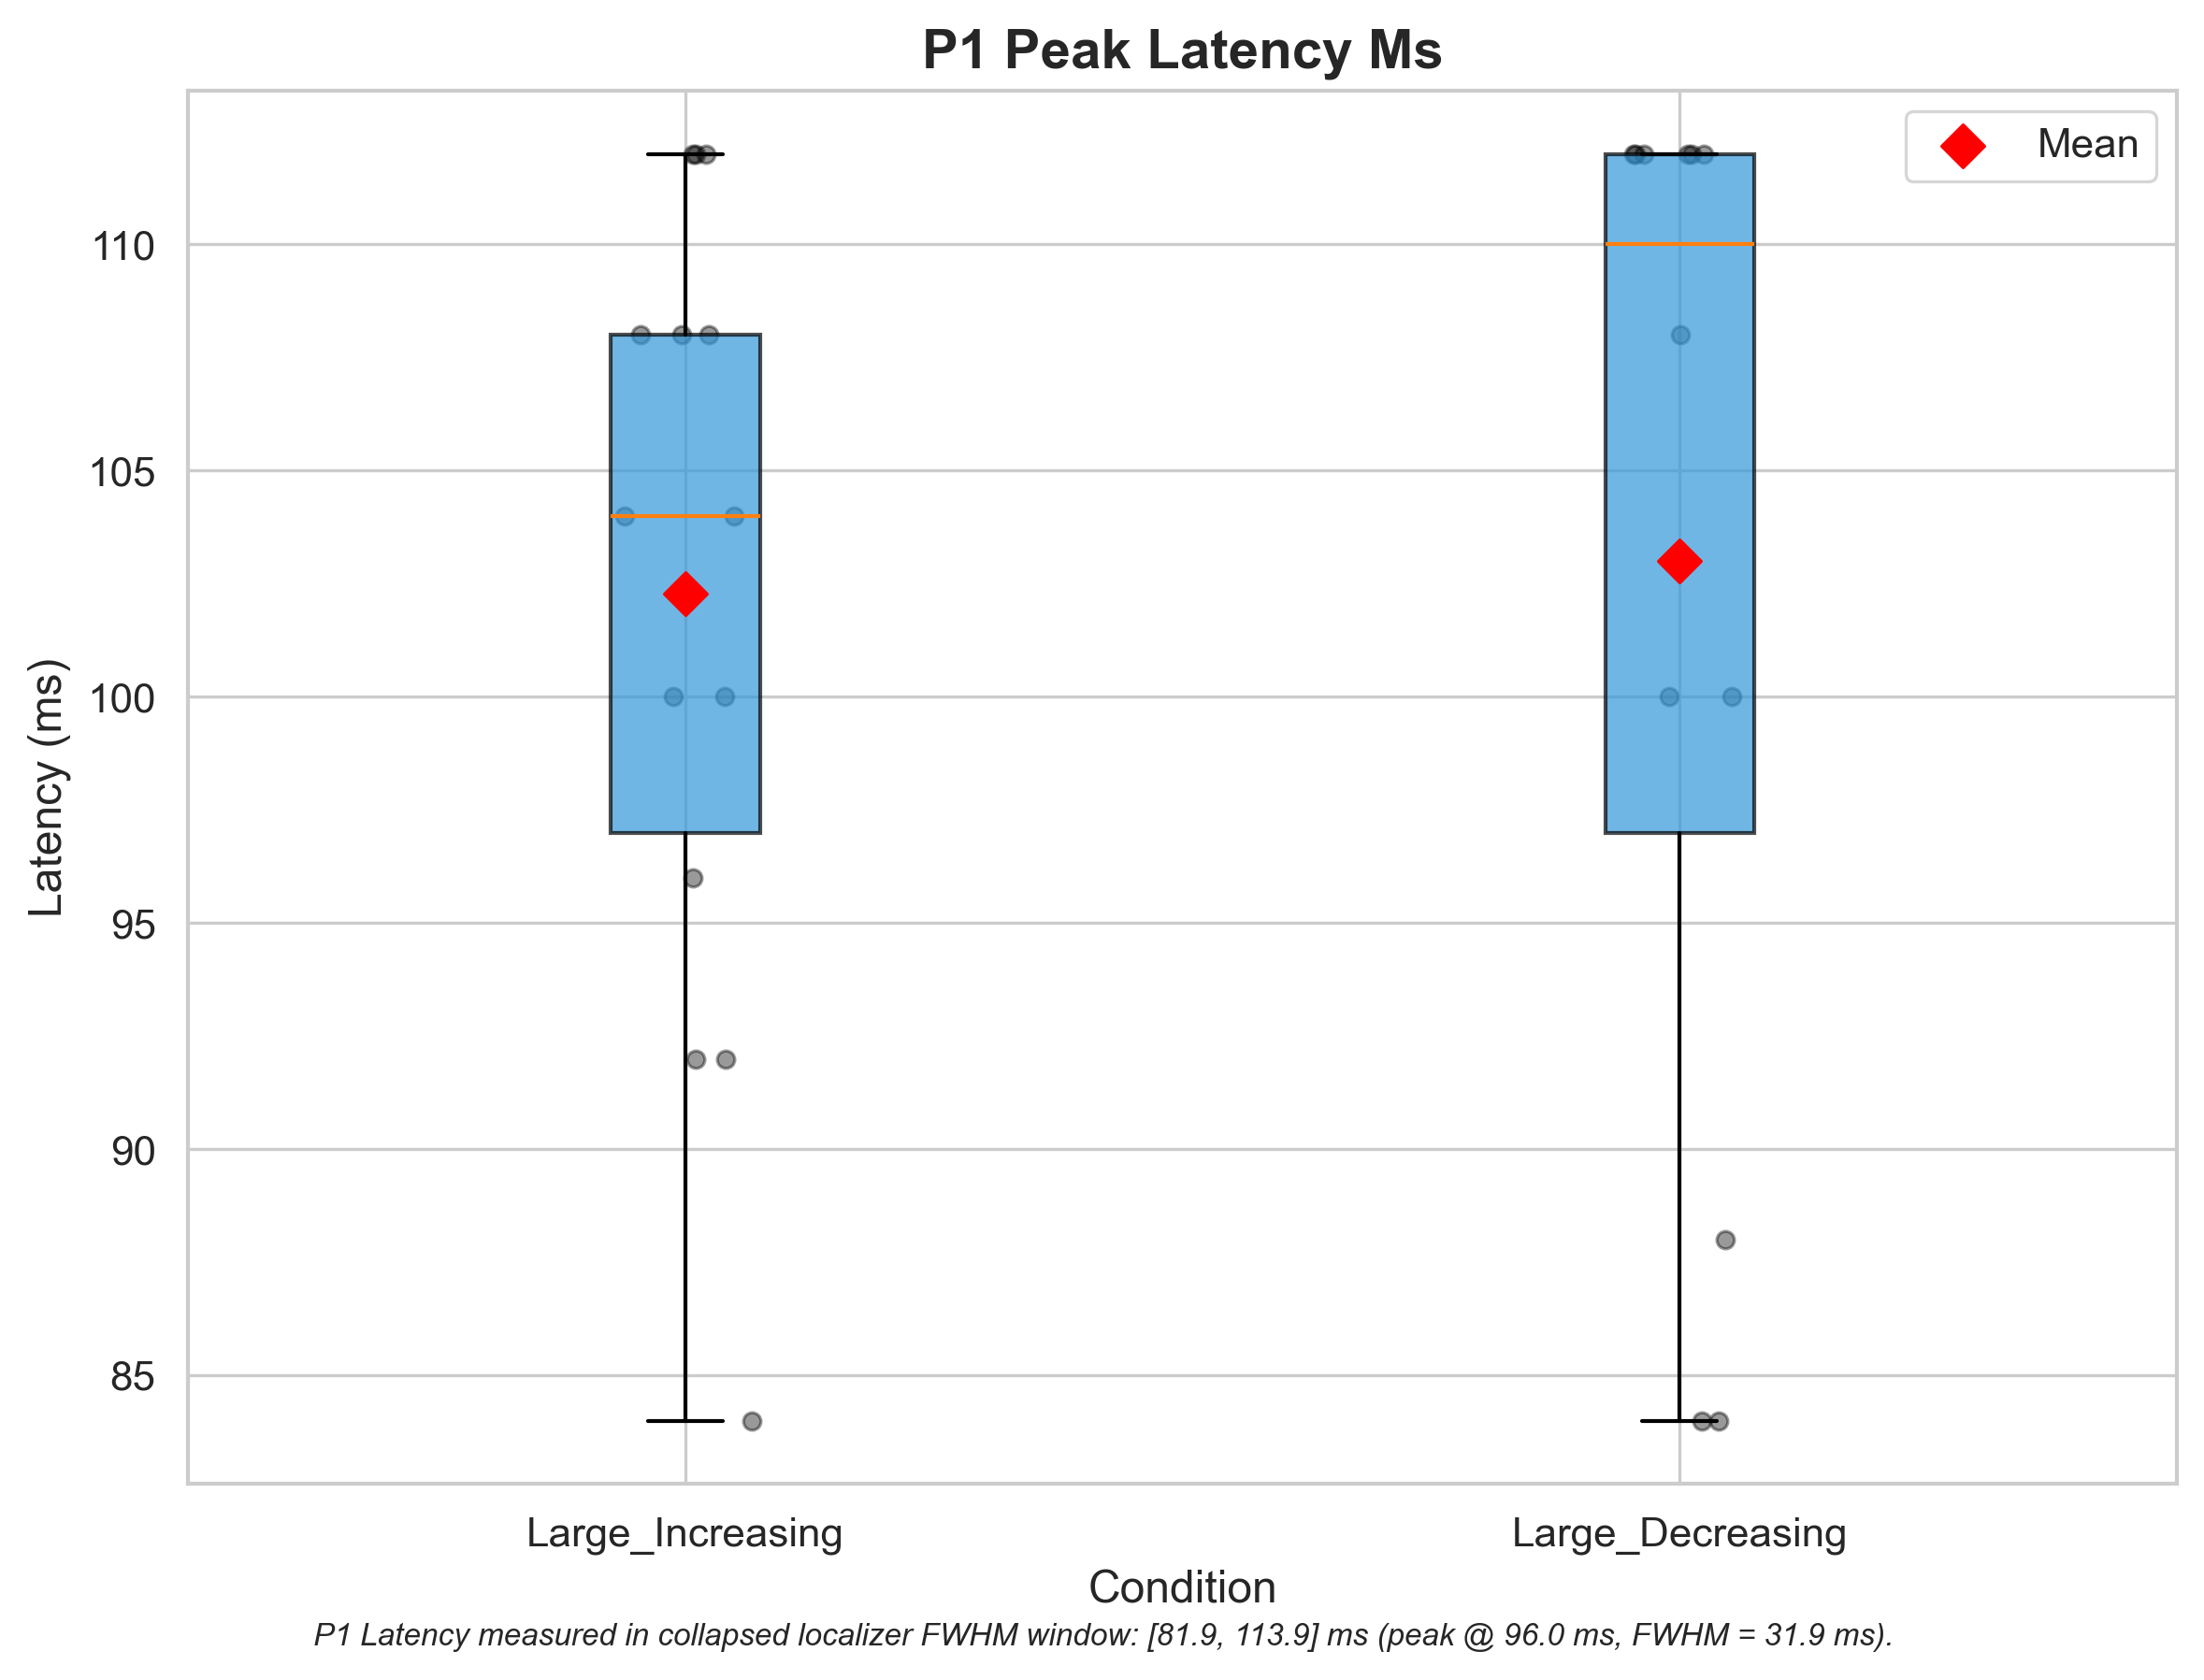 P1 Peak Latency Ms
Mean
110
105
100
95
90
85
Latency (ms)
Large_Increasing
Large_Decreasing
Condition
P1 Latency measured in collapsed localizer FWHM window: [81.9, 113.9] ms (peak @ 96.0 ms, FWHM = 31.9 ms).